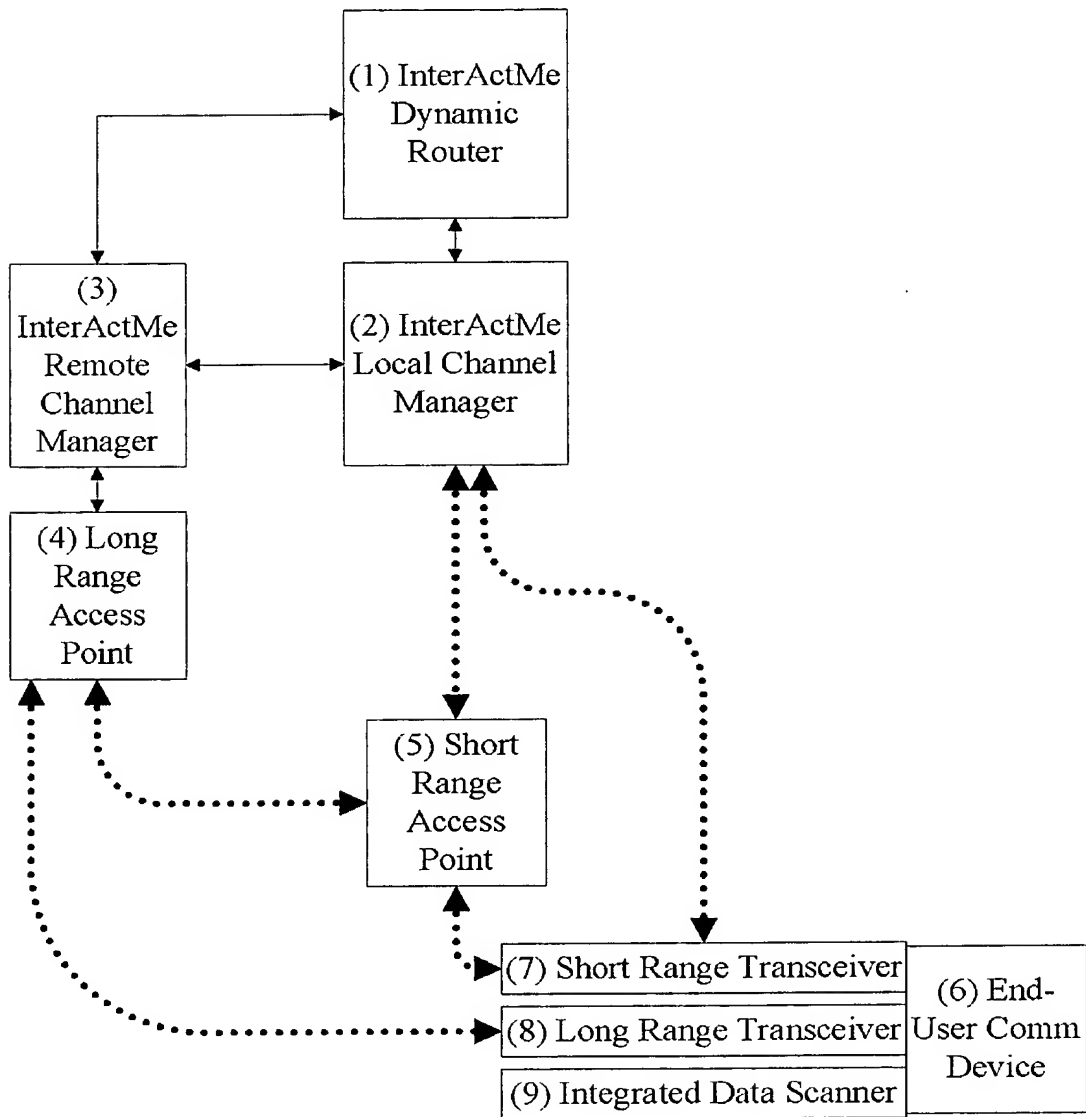 (1) InterActMe
Dynamic
Router
(3)
InterActMe
Remote
Channel
Manager
(2) InterActMe
Local Channel
Manager
(4) Long
Range
Access
Point
(5) Short
Range
Access
Point
(7) Short Range Transceiver
(8) Long Range Transceiver
(9) Integrated Data Scanner
(6) End-
User Comm
Device